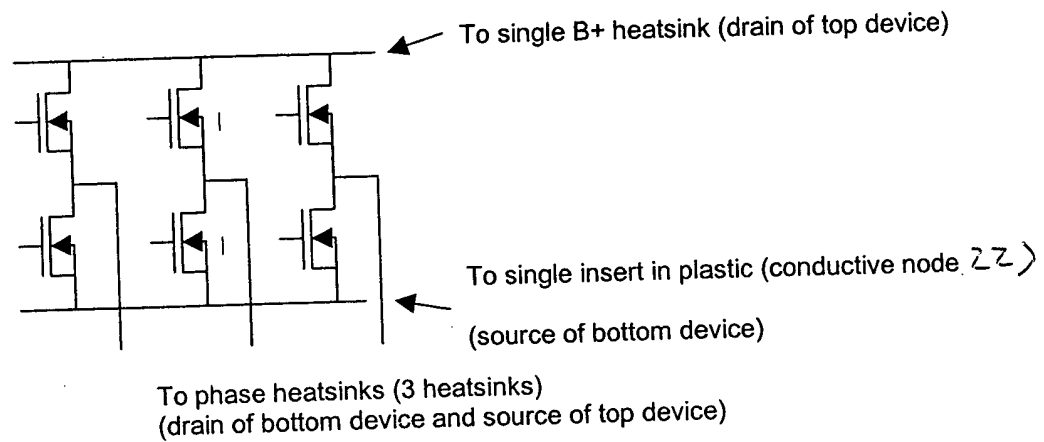 To single B+ heatsink (drain of top device)
To single insert in plastic (conductive node 22)
(source of bottom device)
To phase heatsinks (3 heatsinks)
(drain of bottom device and source of top device)